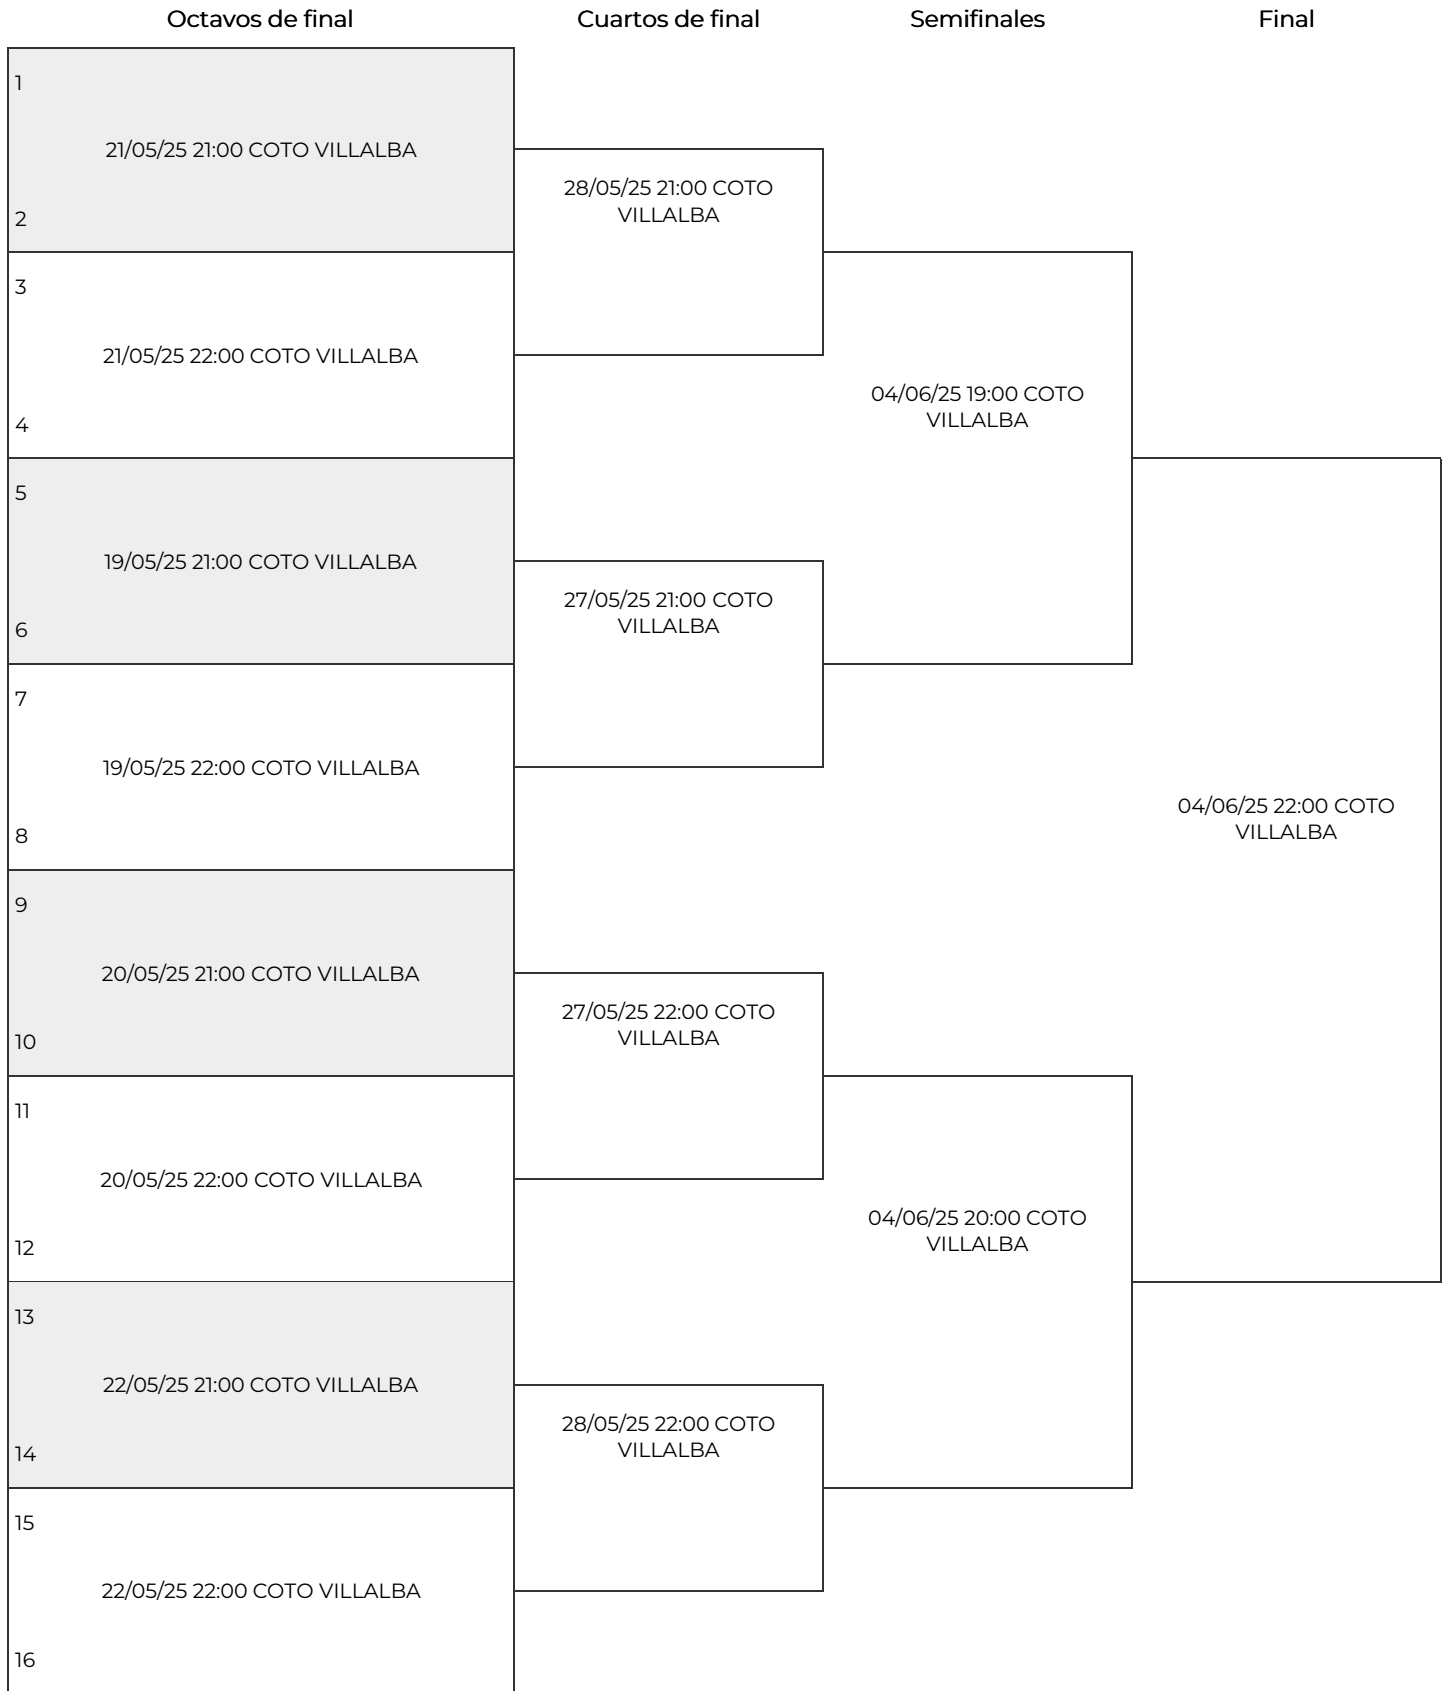 Octavos de final
Cuartos de final
Semifinales
Final
1
21/05/25 21:00 COTO VILLALBA
2
3
21/05/25 22:00 COTO VILLALBA
4
5
19/05/25 21:00 COTO VILLALBA
6
7
19/05/25 22:00 COTO VILLALBA
8
9
20/05/25 21:00 COTO VILLALBA
10
11
20/05/25 22:00 COTO VILLALBA
12
13
22/05/25 21:00 COTO VILLALBA
14
15
22/05/25 22:00 COTO VILLALBA
16
28/05/25 21:00 COTO
VILLALBA
27/05/25 21:00 COTO
VILLALBA
27/05/25 22:00 COTO
VILLALBA
28/05/25 22:00 COTO
VILLALBA
04/06/25 19:00 COTO
VILLALBA
04/06/25 20:00 COTO
VILLALBA
04/06/25 22:00 COTO
VILLALBA